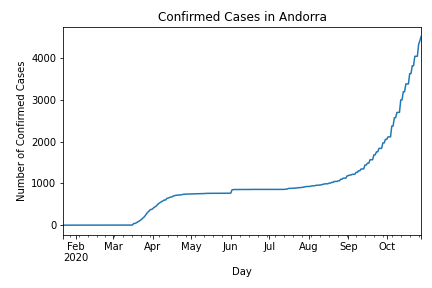 Confirmed Cases in Andorra
Number of Confirmed Cases
4000
3000
2000
1000
0
Feb Mar Apr May Jun Jul Aug Sep Oct
2020
Day